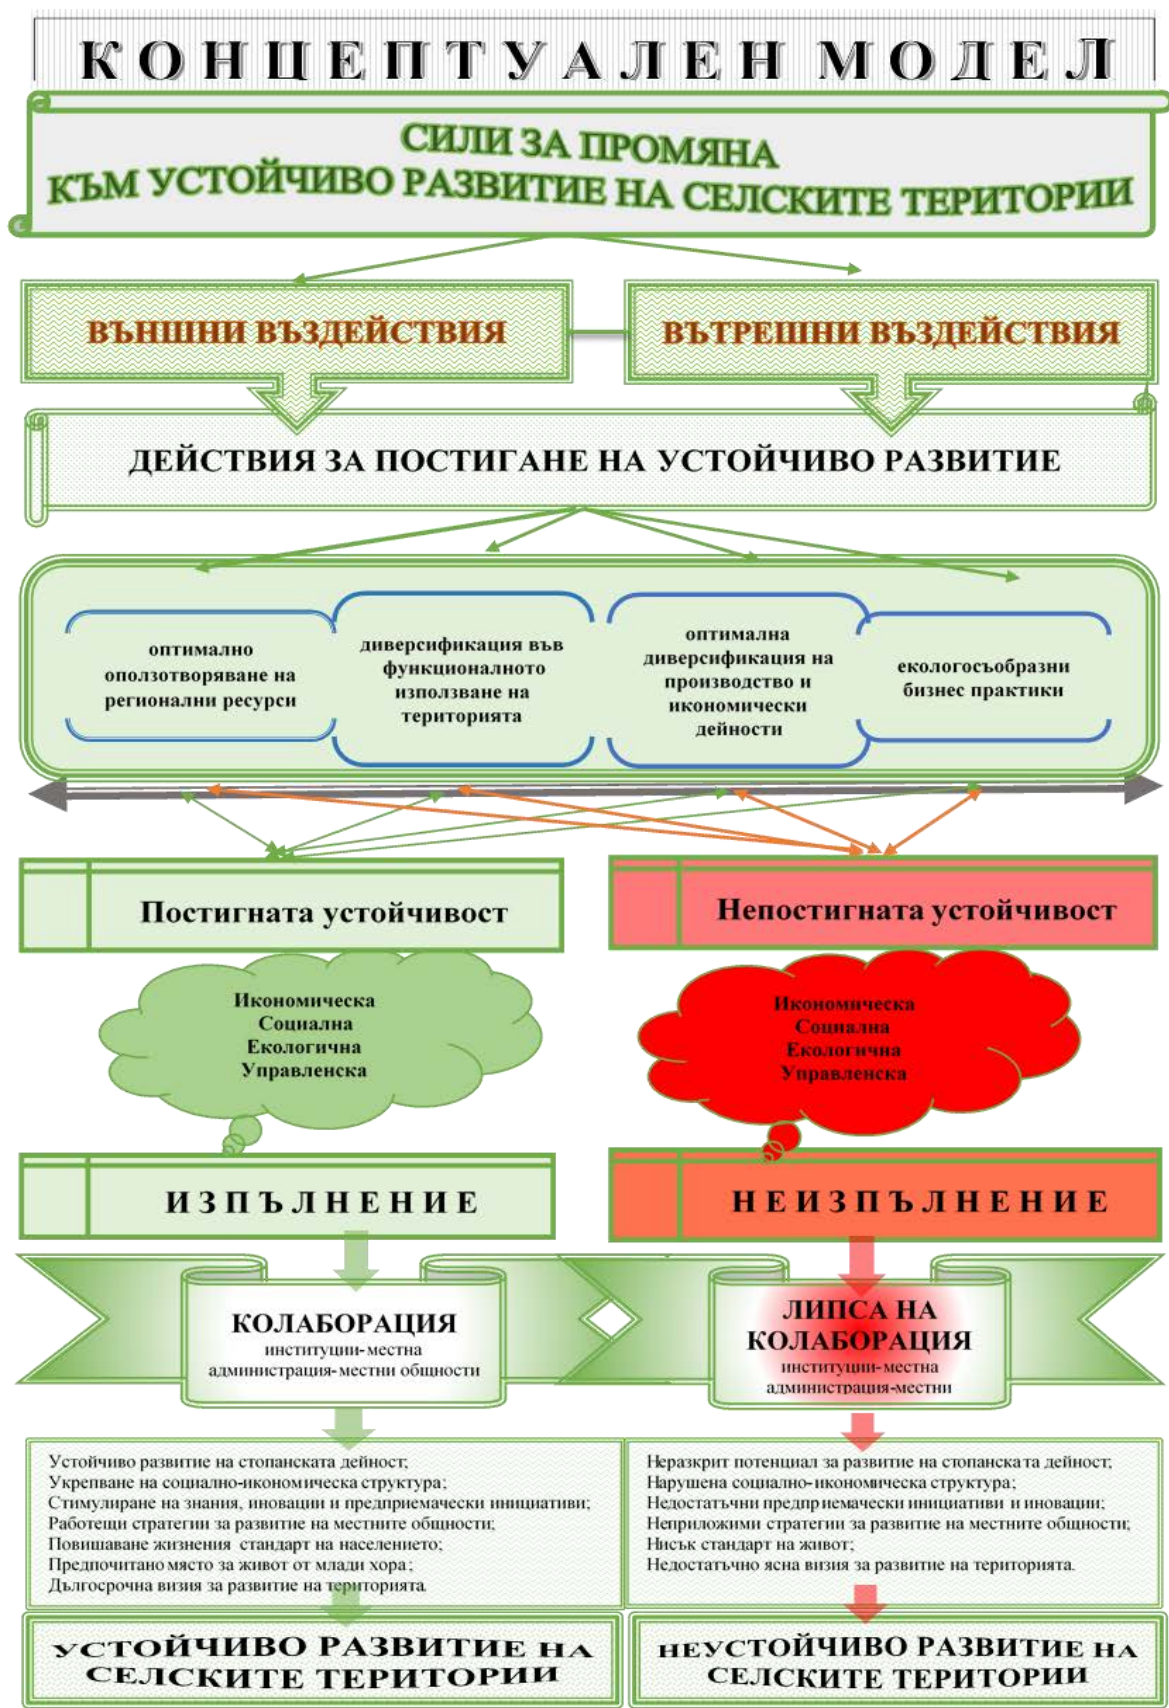 КОНЦЕПТУАЛЕН МОДЕЛ
СИЛИ ЗА ПРОМЯНА
КЪМ УСТОЙЧИВО РАЗВИТИЕ НА СЕЛСКИТЕ ТЕРИТОРИИ
ВЪНШНИ ВЪЗДЕЙСТВИЯ
ВЪТРЕШНИ ВЪЗДЕЙСТВИЯ
ДЕЙСТВИЯ ЗА ПОСТИГАНЕ НА УСТОЙЧИВО РАЗВИТИЕ
оптимално
оползотворяване на
регионални ресурси
диверсификация във
функционалното
използване на
територията
оптимална
диверсификация на
производство и
икономически
дейности
екологосъобразни
бизнес практики
Постигната устойчивост
Непостигната устойчивост
Икономическа
Социална
Екологична
Управленска
Икономическа
Социална
Екологична
Управленска
ИЗПЪЛНЕНИЕ
НЕИЗПЪЛНЕНИЕ
КОЛАБОРАЦИЯ
институции-местна
администрация-местни общности
ЛИПСА НА
КОЛАБОРАЦИЯ
институции-местна
администрация-местни
Устойчиво развитие на стопанската дейност;
Укрепване на социално-икономическа структура;
Стимулиране на знания, иновации и предприемачески инициативи;
Работещи стратегии за развитие на местните общности;
Повишаване жизнения стандарт на населението;
Предпочитано място за живот от млади хора;
Дългосрочна визия за развитие на територията.
Неразкрит потенциал за развитие на стопанската дейност;
Нарушена социално-икономическа структура;
Недостатъчни предприемачески инициативи и иновации;
Неприложими стратегии за развитие на местните общности;
Нисък стандарт на живот;
Недостатъчно ясна визия за развитие на територията.
УСТОЙЧИВО РАЗВИТИЕ НА
СЕЛСКИТЕ ТЕРИТОРИИ
НЕУСТОЙЧИВО РАЗВИТИЕ НА
СЕЛСКИТЕ ТЕРИТОРИИ